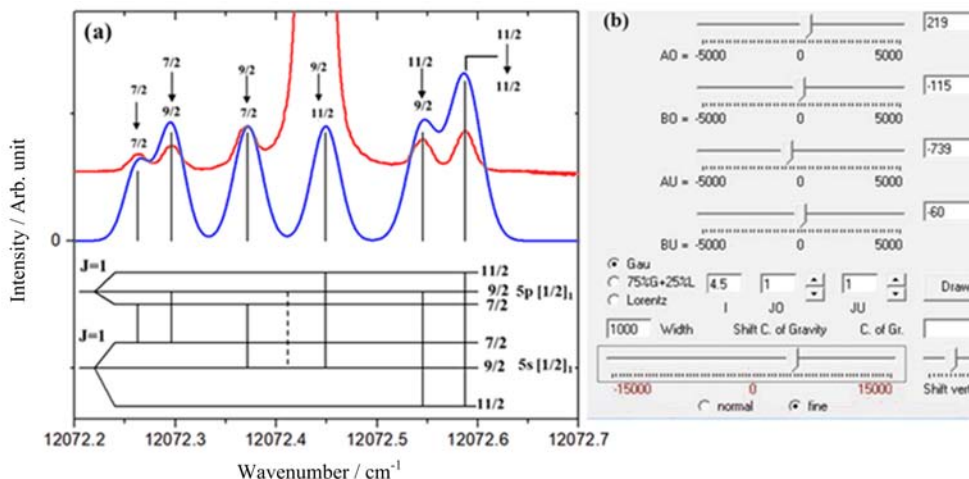 (a)
Intensity / Arb. unit
0
7/2
7/2
7/2
9/2
9/2
7/2
9/2
11/2
11/2
9/2
11/2
11/2
J=1
11/2
9/2 5p [1/2]₁
7/2
J=1
7/2
9/2 5s [1/2]₁
11/2
12072.2 12072.3 12072.4 12072.5 12072.6 12072.7
Wavenumber / cm⁻¹
(b)
219
AO = -5000 0 5000
-115
BO = -5000 0 5000
-739
AU = -5000 0 5000
-60
BU = -5000 0 5000
Gau
75%G+25%L 4.5 1 1 Draw
Lorentz I JO JU
1000 Width Shift C. of Gravity C. of Gr.
-15000 0 15000 Shift vert
normal fine